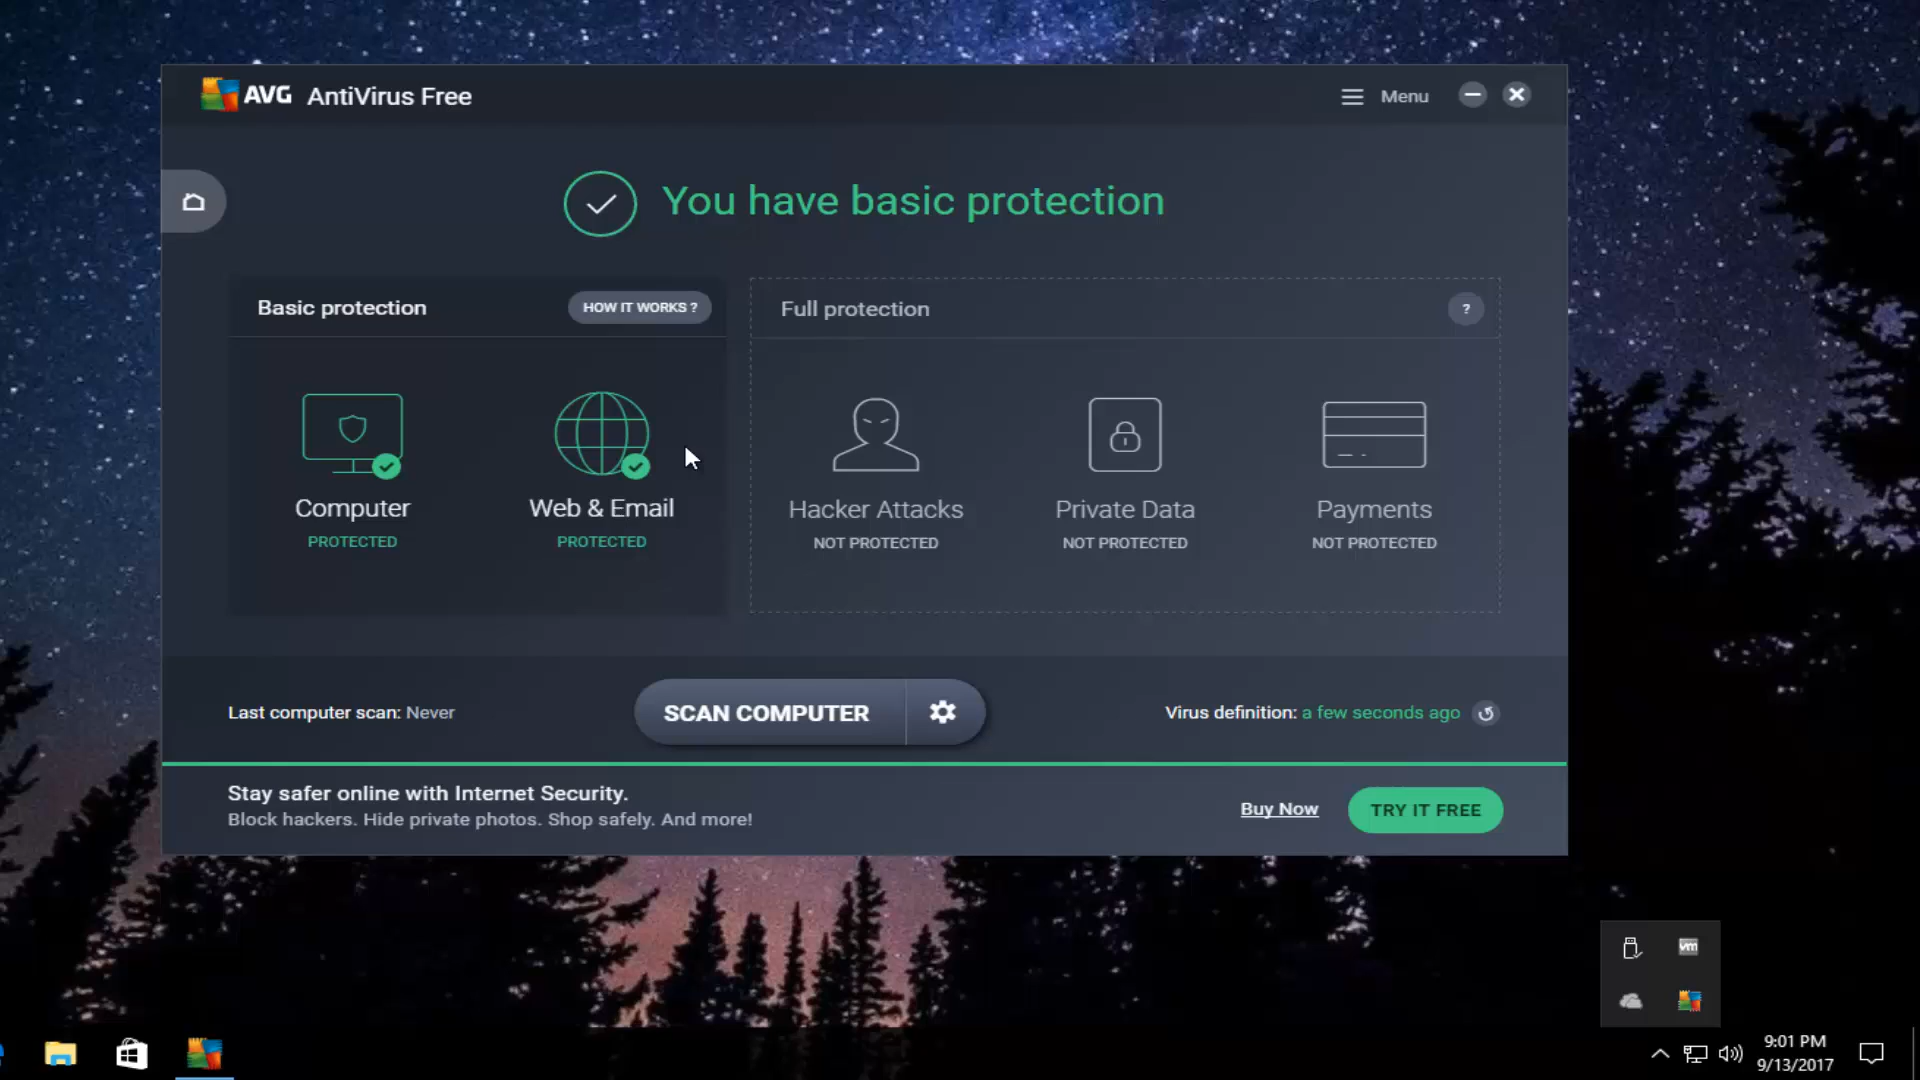 AVG AntiVirus Free
Menu
You have basic protection
Basic protection
HOW IT WORKS ?
Full protection
?
Computer
PROTECTED
Web & Email
PROTECTED
Hacker Attacks
NOT PROTECTED
Private Data
NOT PROTECTED
Payments
NOT PROTECTED
Last computer scan: Never
SCAN COMPUTER
Virus definition: a few seconds ago
Stay safer online with Internet Security.
Block hackers. Hide private photos. Shop safely. And more!
Buy Now
TRY IT FREE
vm
9:01 PM
9/13/2017